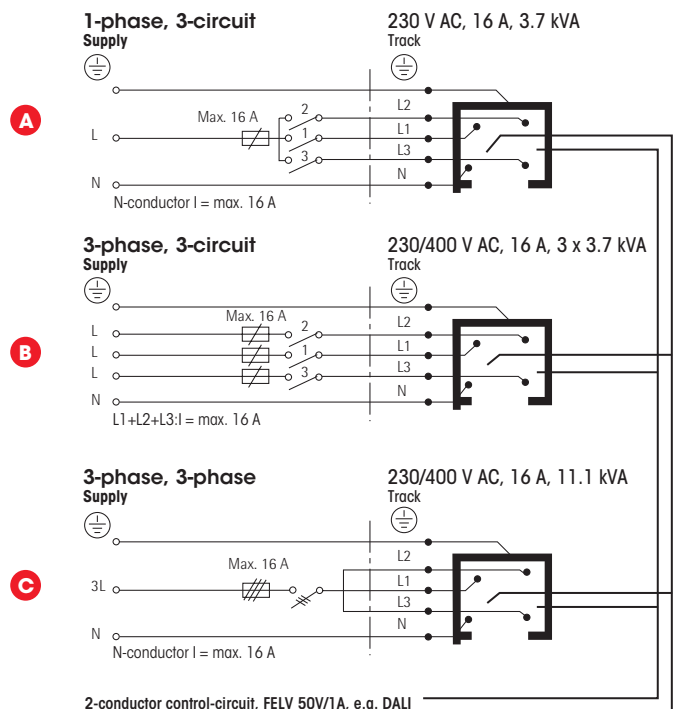 1-phase, 3-circuit
Supply
230 V AC, 16 A, 3.7 kVA
Track
A
Max. 16 A
2
L2
L
1
L1
3
L3
N
N
N-conductor I = max. 16 A
3-phase, 3-circuit
Supply
230/400 V AC, 16 A, 3 x 3.7 kVA
Track
B
Max. 16 A
L
2
L2
L
1
L1
L
3
L3
N
N
L1+L2+L3:I = max. 16 A
3-phase, 3-phase
Supply
230/400 V AC, 16 A, 11.1 kVA
Track
C
Max. 16 A
L2
3L
L1
L3
N
N
N-conductor I = max. 16 A
2-conductor control-circuit, FELV 50V/1A, e.g. DALI